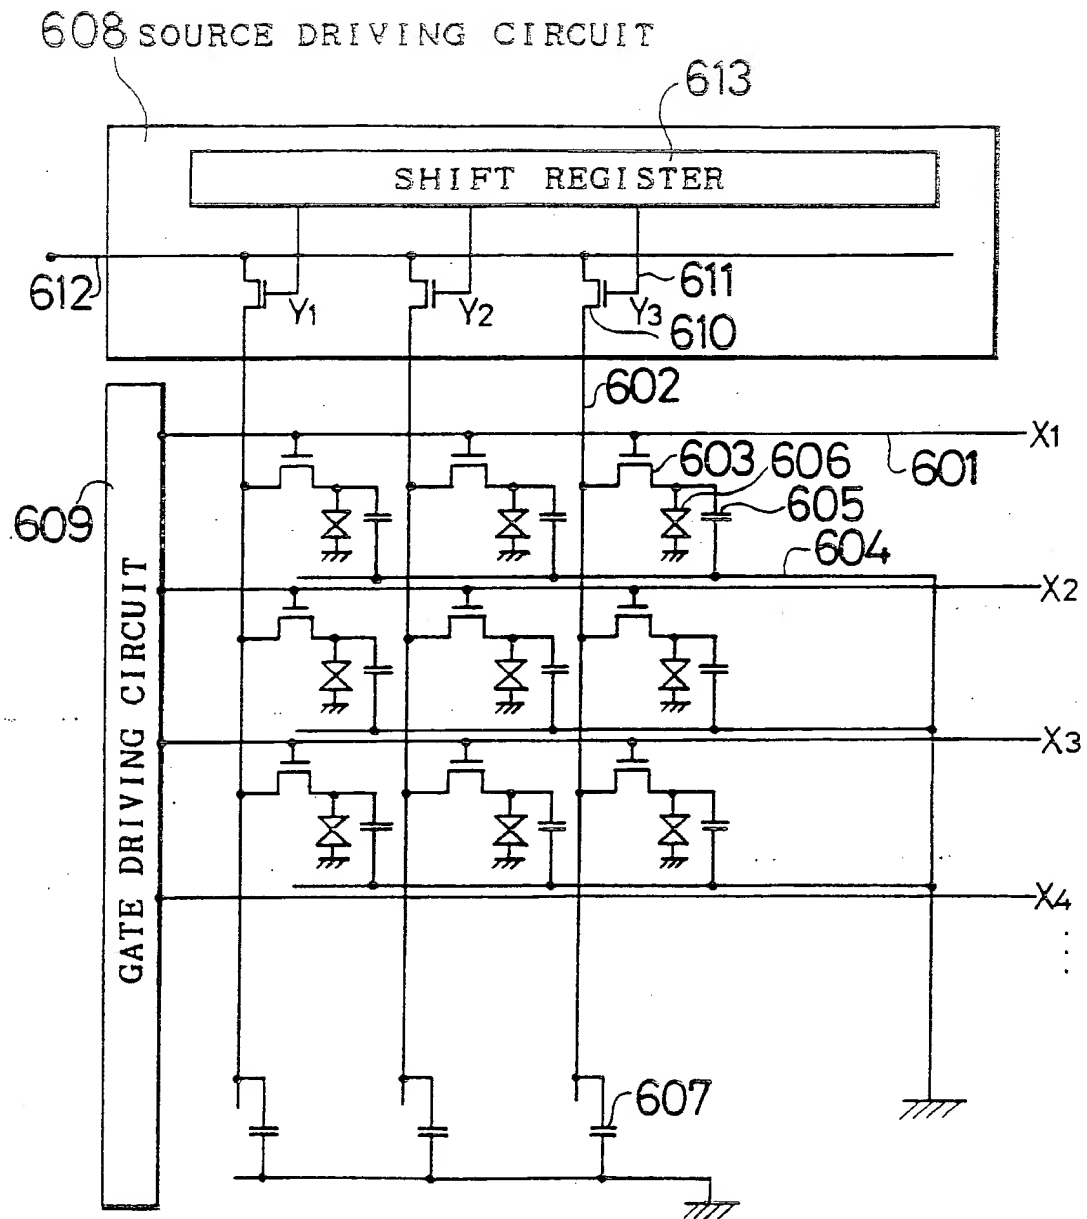 608 SOURCE DRIVING CIRCUIT
613
SHIFT REGISTER
612
Y1
Y2
Y3
611
610
602
X1
603
606
601
605
609
604
X2
GATE DRIVING CIRCUIT
X3
X4
607